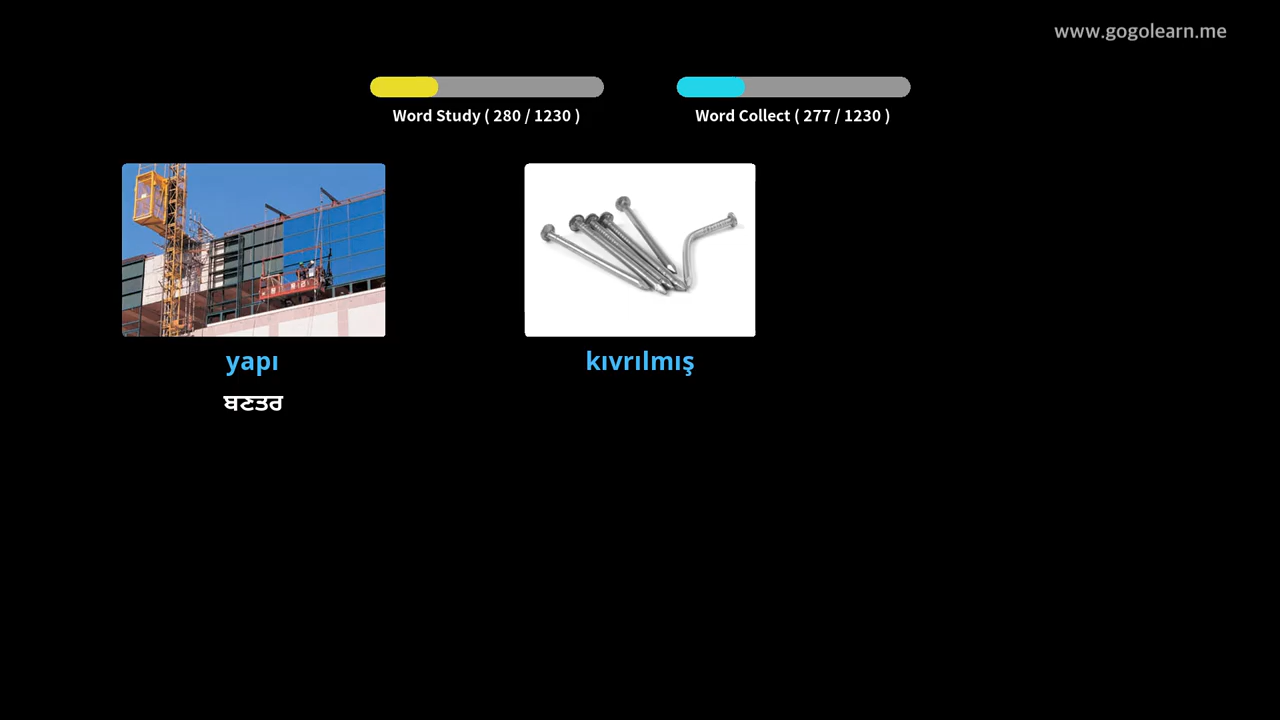 www.gogolearn.me
Word Study ( 280 / 1230 )
Word Collect ( 277 / 1230 )
yapı
kıvrılmış
ਬਣਤਰ